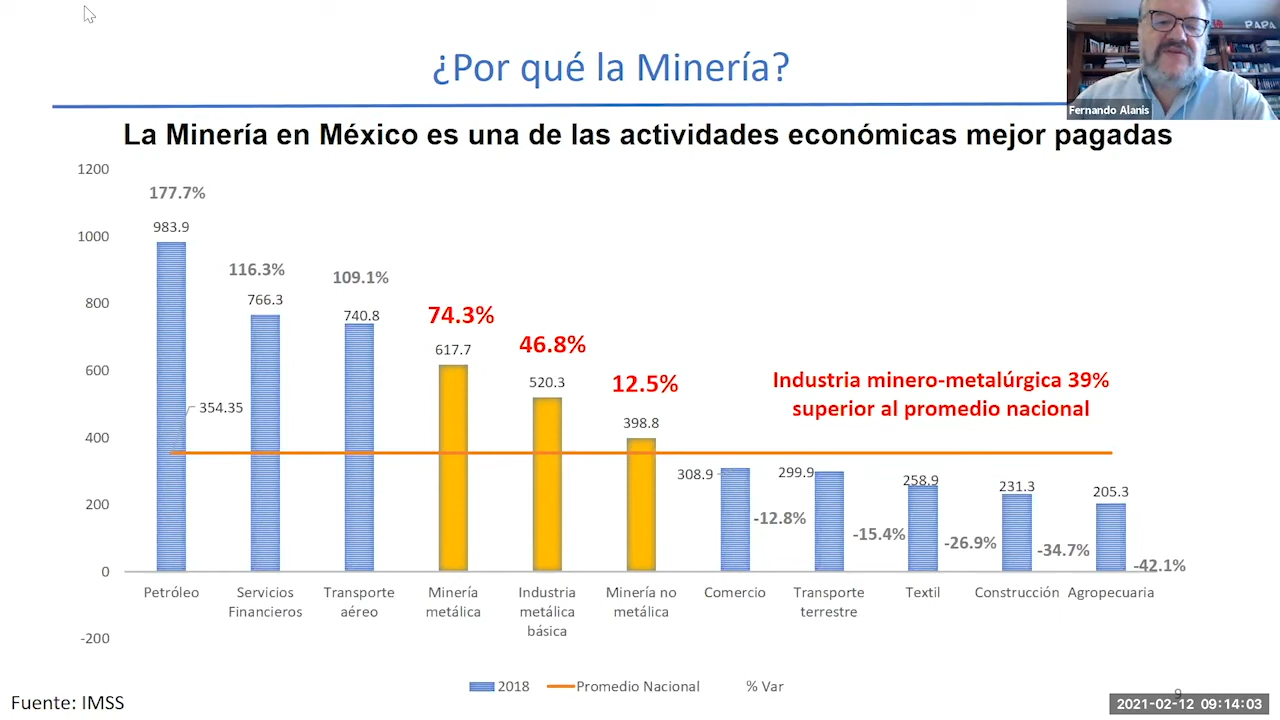 PAPA
Fernando Alanis
¿Por qué la Minería?
La Minería en México es una de las actividades económicas mejor pagadas
1200
1000
800
600
400
200
0
-200
177.7%
983.9
116.3%
766.3
109.1%
740.8
74.3%
617.7
46.8%
520.3
12.5%
398.8
354.35
Industria minero-metalúrgica 39%
superior al promedio nacional
308.9
-12.8%
299.9
-15.4%
258.9
-26.9%
231.3
-34.7%
205.3
-42.1%
Petróleo
Servicios
Financieros
Transporte
aéreo
Minería
metálica
Industria
metálica
básica
Minería no
metálica
Comercio
Transporte
terrestre
Textil
Construcción
Agropecuaria
2018
Promedio Nacional
% Var
Fuente: IMSS
9
2021-02-12 09:14:03